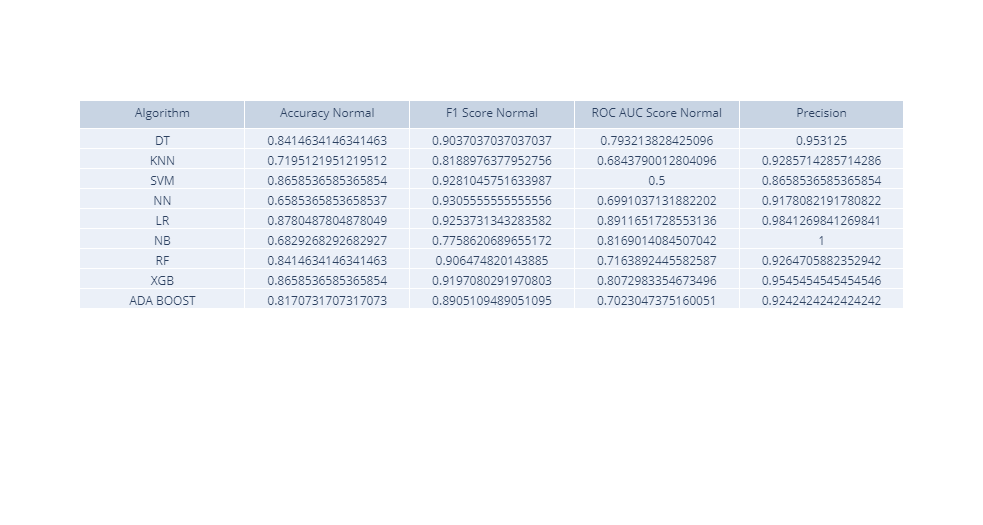 Algorithm Accuracy Normal F1 Score Normal ROC AUC Score Normal Precision
DT 0.8414634146341463 0.9037037037037037 0.793213828425096 0.953125
KNN 0.7195121951219512 0.8188976377952756 0.6843790012804096 0.9285714285714286
SVM 0.8658536585365854 0.9281045751633987 0.5 0.8658536585365854
NN 0.6585365853658537 0.9305555555555556 0.6991037131882202 0.9178082191780822
LR 0.8780487804878049 0.9253731343283582 0.8911651728553136 0.9841269841269841
NB 0.6829268292682927 0.7758620689655172 0.8169014084507042 1
RF 0.8414634146341463 0.906474820143885 0.7163892445582587 0.9264705882352942
XGB 0.8658536585365854 0.9197080291970803 0.8072983354673496 0.9545454545454546
ADA BOOST 0.8170731707317073 0.8905109489051095 0.7023047375160051 0.9242424242424242